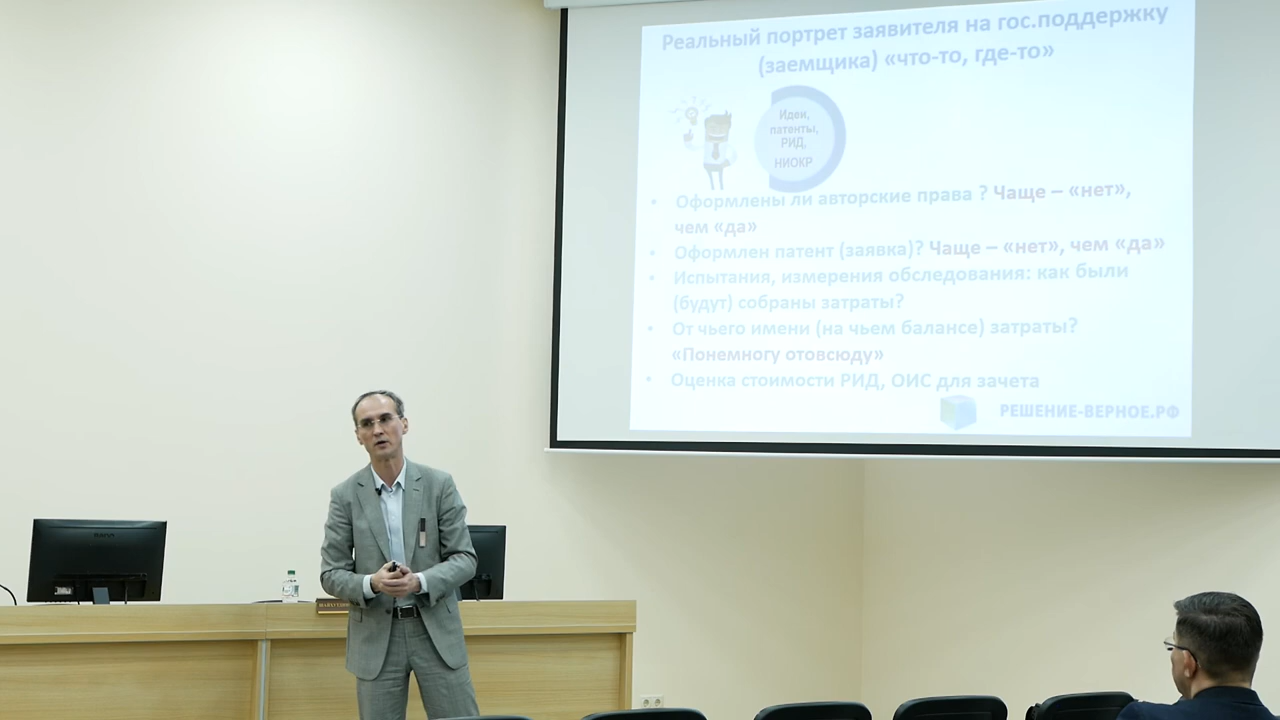 Реальный портрет заявителя на гос.поддержку
(заемщика) «что-то, где-то»
Идеи,
патенты,
РИД,
НИОКР
• Оформлены ли авторские права ? Чаще – «нет»,
чем «да»
• Оформлен патент (заявка)? Чаще – «нет», чем «да»
• Испытания, измерения обследования: как были
(будут) собраны затраты?
• От чьего имени (на чьем балансе) затраты?
«Понемногу отовсюду»
• Оценка стоимости РИД, ОИС для зачета
РЕШЕНИЕ-ВЕРНОЕ.РФ